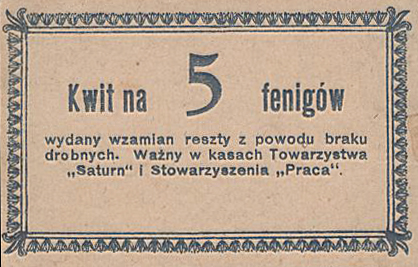 Kwit na 5 fenigów
wydany wzamian reszty z powodu braku
drobnych. Ważny w kasach Towarzystwa
„Saturn“ i Stowarzyszenia „Praca“.